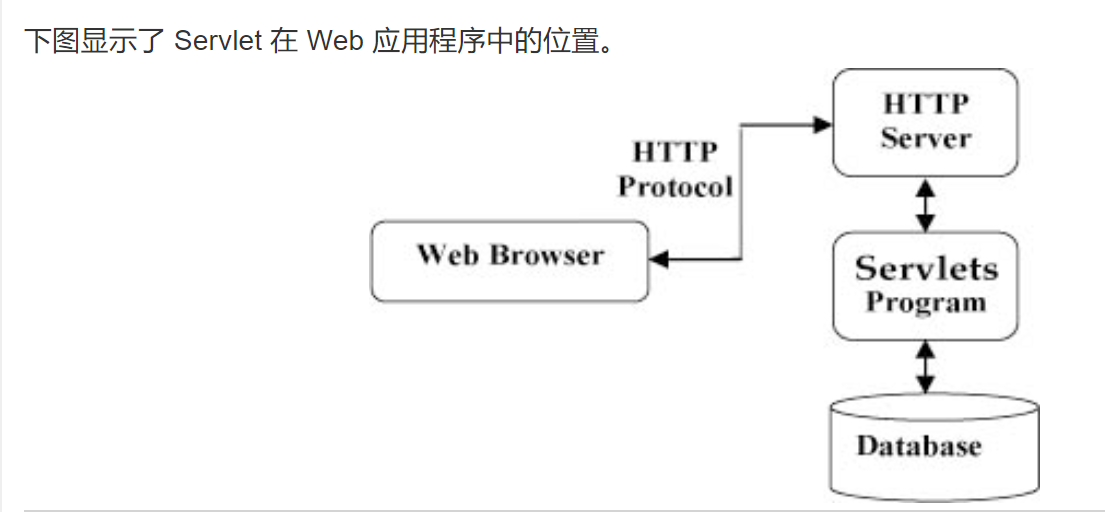 下图显示了 Servlet 在 Web 应用程序中的位置。
HTTP
Server
HTTP
Protocol
Web Browser
Servlets
Program
Database